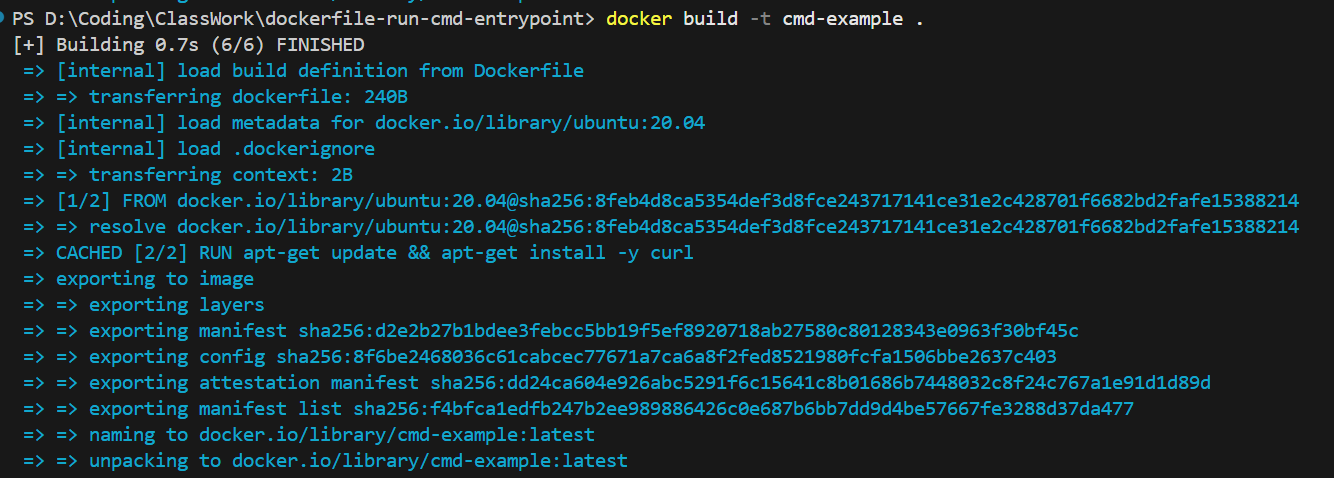 PS D:\Coding\ClassWork\dockerfile-run-cmd-entrypoint> docker build -t cmd-example .
[+] Building 0.7s (6/6) FINISHED
=> [internal] load build definition from Dockerfile
=> => transferring dockerfile: 240B
=> [internal] load metadata for docker.io/library/ubuntu:20.04
=> [internal] load .dockerignore
=> => transferring context: 2B
=> [1/2] FROM docker.io/library/ubuntu:20.04@sha256:8feb4d8ca5354def3d8fce243717141ce31e2c428701f6682bd2fafe15388214
=> => resolve docker.io/library/ubuntu:20.04@sha256:8feb4d8ca5354def3d8fce243717141ce31e2c428701f6682bd2fafe15388214
=> CACHED [2/2] RUN apt-get update && apt-get install -y curl
=> exporting to image
=> => exporting layers
=> => exporting manifest sha256:d2e2b27b1bdee3febcc5bb19f5ef8920718ab27580c80128343e0963f30bf45c
=> => exporting config sha256:8f6be2468036c61cabcec77671a7ca6a8f2fed8521980fcfa1506bbe2637c403
=> => exporting attestation manifest sha256:dd24ca604e926abc5291f6c15641c8b01686b7448032c8f24c767a1e91d1d89d
=> => exporting manifest list sha256:f4bfca1edfb247b2ee989886426c0e687b6bb7dd9d4be57667fe3288d37da477
=> => naming to docker.io/library/cmd-example:latest
=> => unpacking to docker.io/library/cmd-example:latest